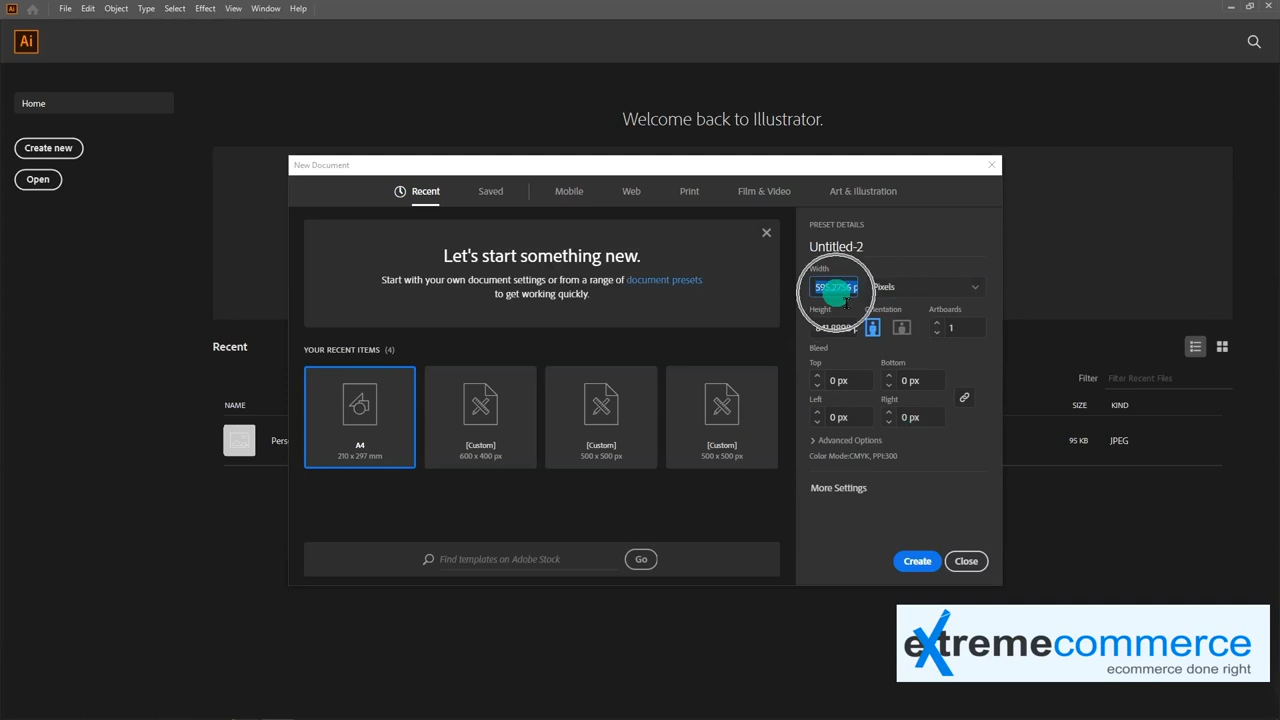 Ai
File Edit Object Type Select Effect View Window Help
Ai
Home
Create new
Open
Welcome back to Illustrator.
New Document
Recent Saved Mobile Web Print Film & Video Art & Illustration
Let's start something new.
Start with your own document settings or from a range of document presets
to get working quickly.
YOUR RECENT ITEMS (4)
A4
210 x 297 mm
[Custom]
600 x 400 px
[Custom]
500 x 500 px
[Custom]
500 x 500 px
Find templates on Adobe Stock Go
PRESET DETAILS
Untitled-2
Width
595.2756 p Pixels
Height Orientation Artboards
841.8898 p 1
Bleed
Top Bottom
0 px 0 px
Left Right
0 px 0 px
Advanced Options
Color Mode:CMYK, PPI:300
More Settings
Create Close
Recent
Filter Filter Recent Files
NAME SIZE KIND
Pers 95 KB JPEG
extremecommerce
ecommerce done right